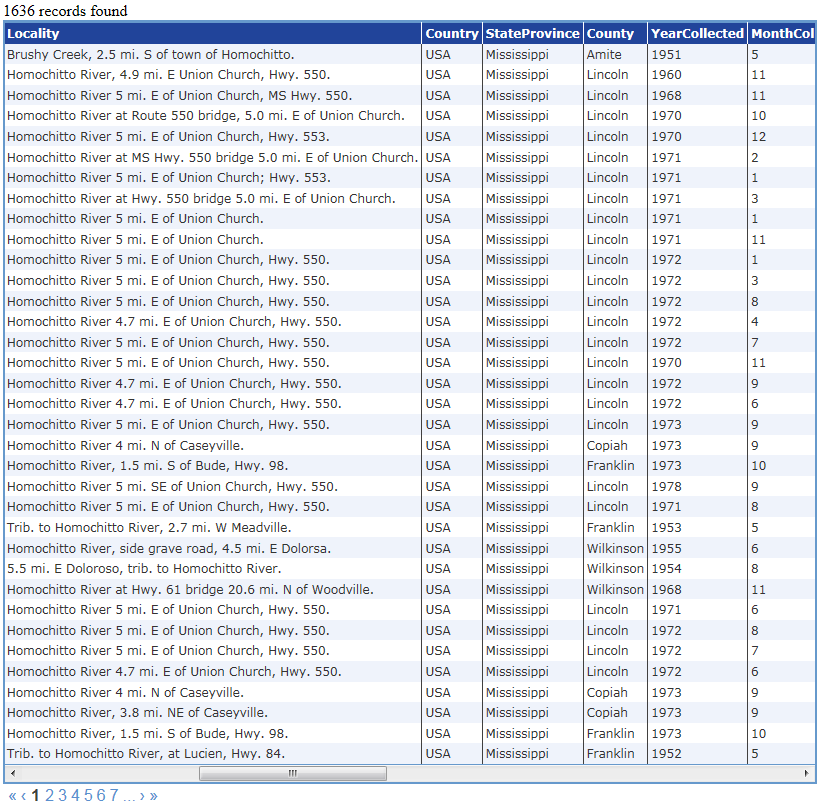 1636 records found
Locality Country StateProvince County YearCollected MonthCol
Brushy Creek, 2.5 mi. S of town of Homochitto. USA Mississippi Amite 1951 5
Homochitto River, 4.9 mi. E Union Church, Hwy. 550. USA Mississippi Lincoln 1960 11
Homochitto River 5 mi. E of Union Church, MS Hwy. 550. USA Mississippi Lincoln 1968 11
Homochitto River at Route 550 bridge, 5.0 mi. E of Union Church. USA Mississippi Lincoln 1970 10
Homochitto River 5 mi. E of Union Church, Hwy. 553. USA Mississippi Lincoln 1970 12
Homochitto River at MS Hwy. 550 bridge 5.0 mi. E of Union Church. USA Mississippi Lincoln 1971 2
Homochitto River 5 mi. E of Union Church; Hwy. 553. USA Mississippi Lincoln 1971 1
Homochitto River at Hwy. 550 bridge 5.0 mi. E of Union Church. USA Mississippi Lincoln 1971 3
Homochitto River 5 mi. E of Union Church. USA Mississippi Lincoln 1971 1
Homochitto River 5 mi. E of Union Church. USA Mississippi Lincoln 1971 11
Homochitto River 5 mi. E of Union Church, Hwy. 550. USA Mississippi Lincoln 1972 1
Homochitto River 5 mi. E of Union Church, Hwy. 550. USA Mississippi Lincoln 1972 3
Homochitto River 5 mi. E of Union Church, Hwy. 550. USA Mississippi Lincoln 1972 8
Homochitto River 4.7 mi. E of Union Church, Hwy. 550. USA Mississippi Lincoln 1972 4
Homochitto River 5 mi. E of Union Church, Hwy. 550. USA Mississippi Lincoln 1972 7
Homochitto River 5 mi. E of Union Church, Hwy. 550. USA Mississippi Lincoln 1970 11
Homochitto River 4.7 mi. E of Union Church, Hwy. 550. USA Mississippi Lincoln 1972 9
Homochitto River 4.7 mi. E of Union Church, Hwy. 550. USA Mississippi Lincoln 1972 6
Homochitto River 5 mi. E of Union Church, Hwy. 550. USA Mississippi Lincoln 1973 9
Homochitto River 4 mi. N of Caseyville. USA Mississippi Copiah 1973 9
Homochitto River, 1.5 mi. S of Bude, Hwy. 98. USA Mississippi Franklin 1973 10
Homochitto River 5 mi. SE of Union Church, Hwy. 550. USA Mississippi Lincoln 1978 9
Homochitto River 5 mi. E of Union Church, Hwy. 550. USA Mississippi Lincoln 1971 8
Trib. to Homochitto River, 2.7 mi. W Meadville. USA Mississippi Franklin 1953 5
Homochitto River, side grave road, 4.5 mi. E Dolorsa. USA Mississippi Wilkinson 1955 6
5.5 mi. E Doloroso, trib. to Homochitto River. USA Mississippi Wilkinson 1954 8
Homochitto River at Hwy. 61 bridge 20.6 mi. N of Woodville. USA Mississippi Wilkinson 1968 11
Homochitto River 5 mi. E of Union Church, Hwy. 550. USA Mississippi Lincoln 1971 6
Homochitto River 5 mi. E of Union Church, Hwy. 550. USA Mississippi Lincoln 1972 8
Homochitto River 5 mi. E of Union Church, Hwy. 550. USA Mississippi Lincoln 1972 7
Homochitto River 4.7 mi. E of Union Church, Hwy. 550. USA Mississippi Lincoln 1972 6
Homochitto River 4 mi. N of Caseyville. USA Mississippi Copiah 1973 9
Homochitto River, 3.8 mi. NE of Caseyville. USA Mississippi Copiah 1973 9
Homochitto River, 1.5 mi. S of Bude, Hwy. 98. USA Mississippi Franklin 1973 10
Trib. to Homochitto River, at Lucien, Hwy. 84. USA Mississippi Franklin 1952 5
« ‹ 1 2 3 4 5 6 7 ... › »